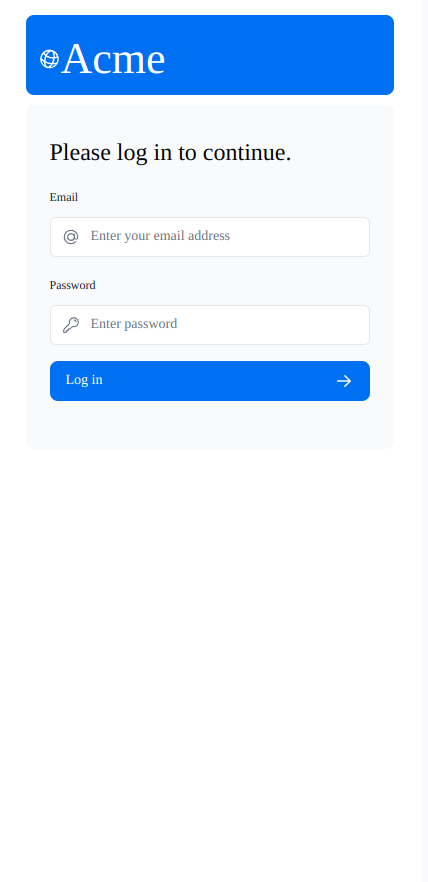 Acme
Please log in to continue.
Email
Enter your email address
Password
Enter password
Log in